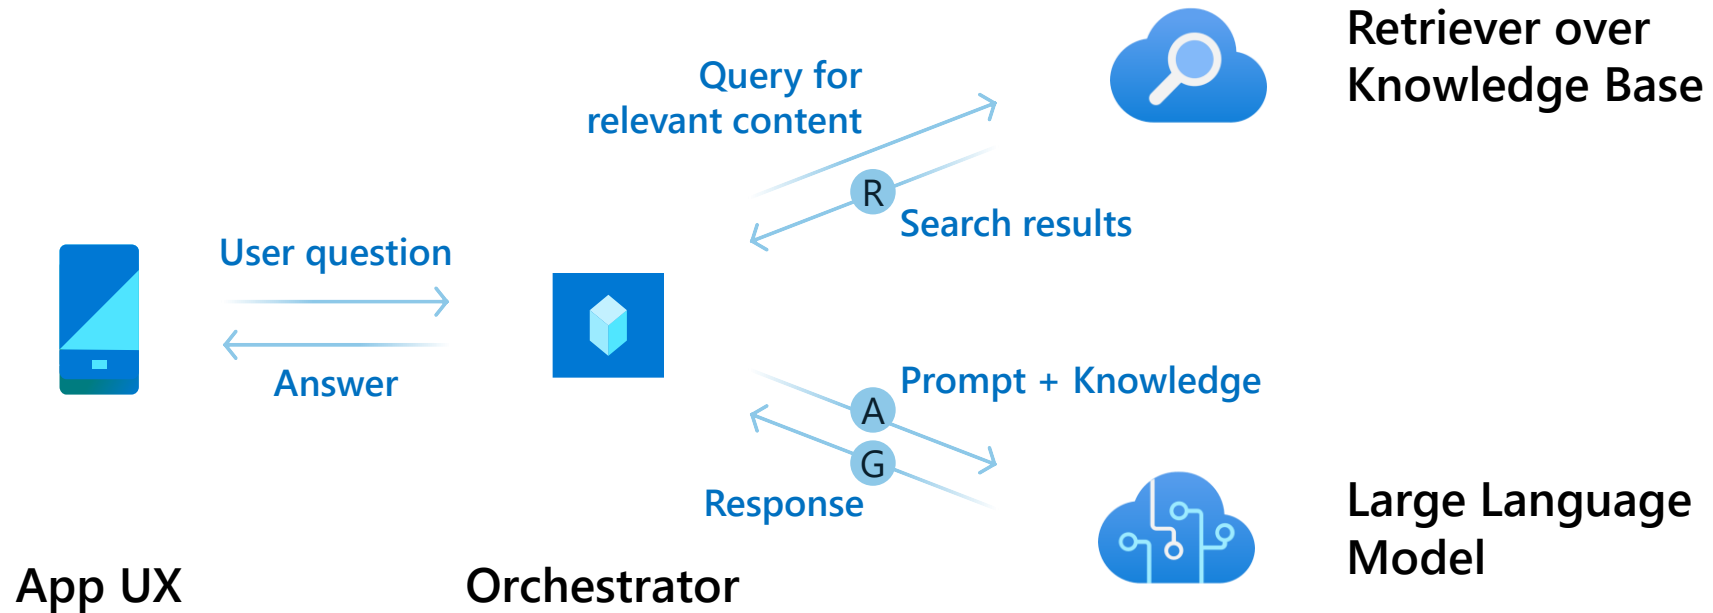 Retriever over
Knowledge Base
Query for
relevant content
R
Search results
User question
Answer
Prompt + Knowledge
A
G
Response
Large Language
Model
App UX
Orchestrator